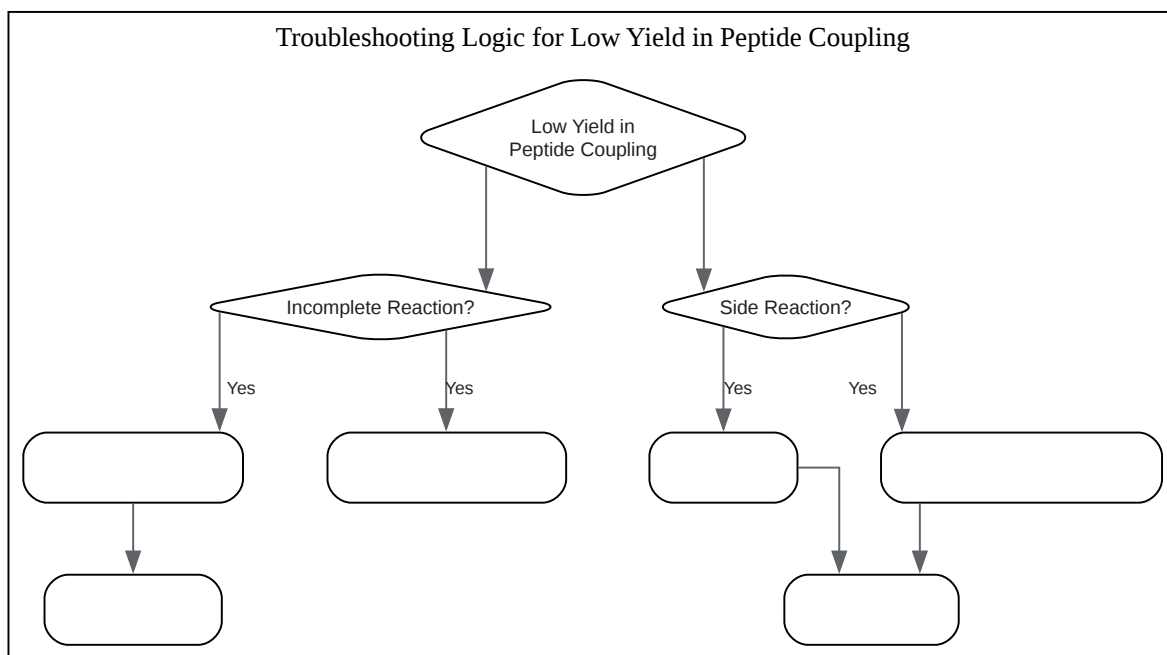 Troubleshooting Logic for Low Yield in Peptide Coupling
Low Yield in
Peptide Coupling
Incomplete Reaction?
Side Reaction?
Yes
Yes
Yes
Yes